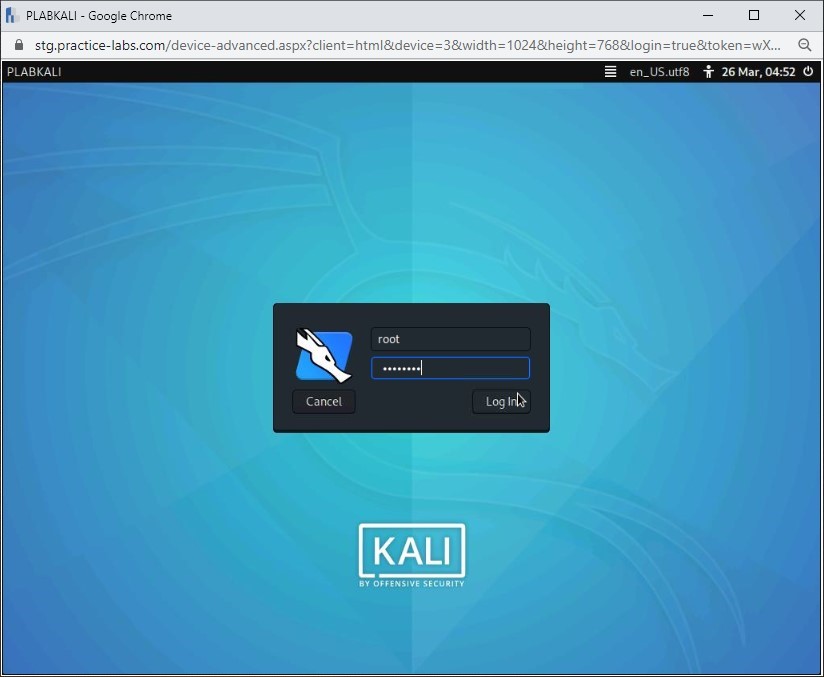 PLABKALI - Google Chrome
stg.practice-labs.com/device-advanced.aspx?client=html&device=3&width=1024&height=768&login=true&token=wX...
PLABKALI en_US.utf8 26 Mar, 04:52
root
••••••••
Cancel Log In
KALI
BY OFFENSIVE SECURITY